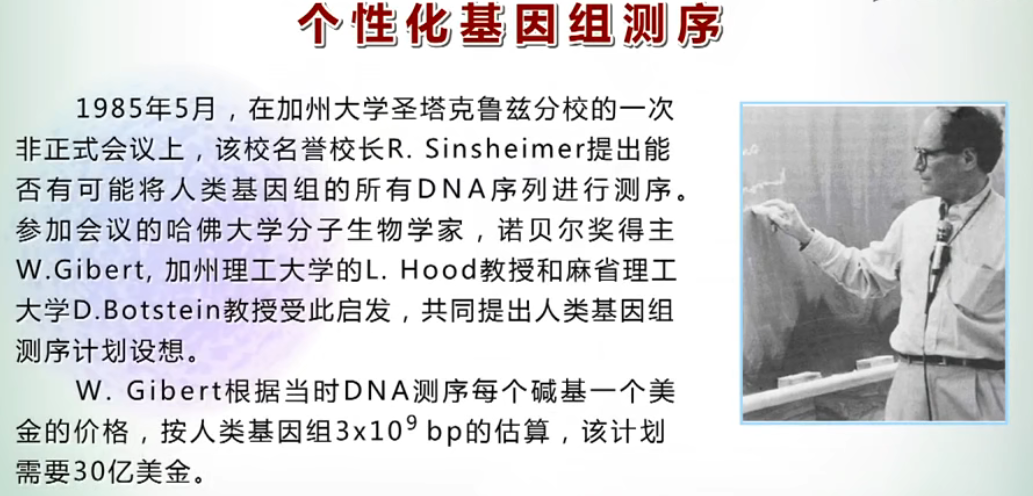 个性化基因组测序
1985年5月，在加州大学圣塔克鲁兹分校的一次
非正式会议上，该校名誉校长R. Sinsheimer提出能
否有可能将人类基因组的所有DNA序列进行测序。
参加会议的哈佛大学分子生物学家，诺贝尔奖得主
W.Gibert, 加州理工大学的L. Hood教授和麻省理工
大学D.Botstein教授受此启发，共同提出人类基因组
测序计划设想。
W. Gibert根据当时DNA测序每个碱基一个美
金的价格，按人类基因组3x10⁹ bp的估算，该计划
需要30亿美金。